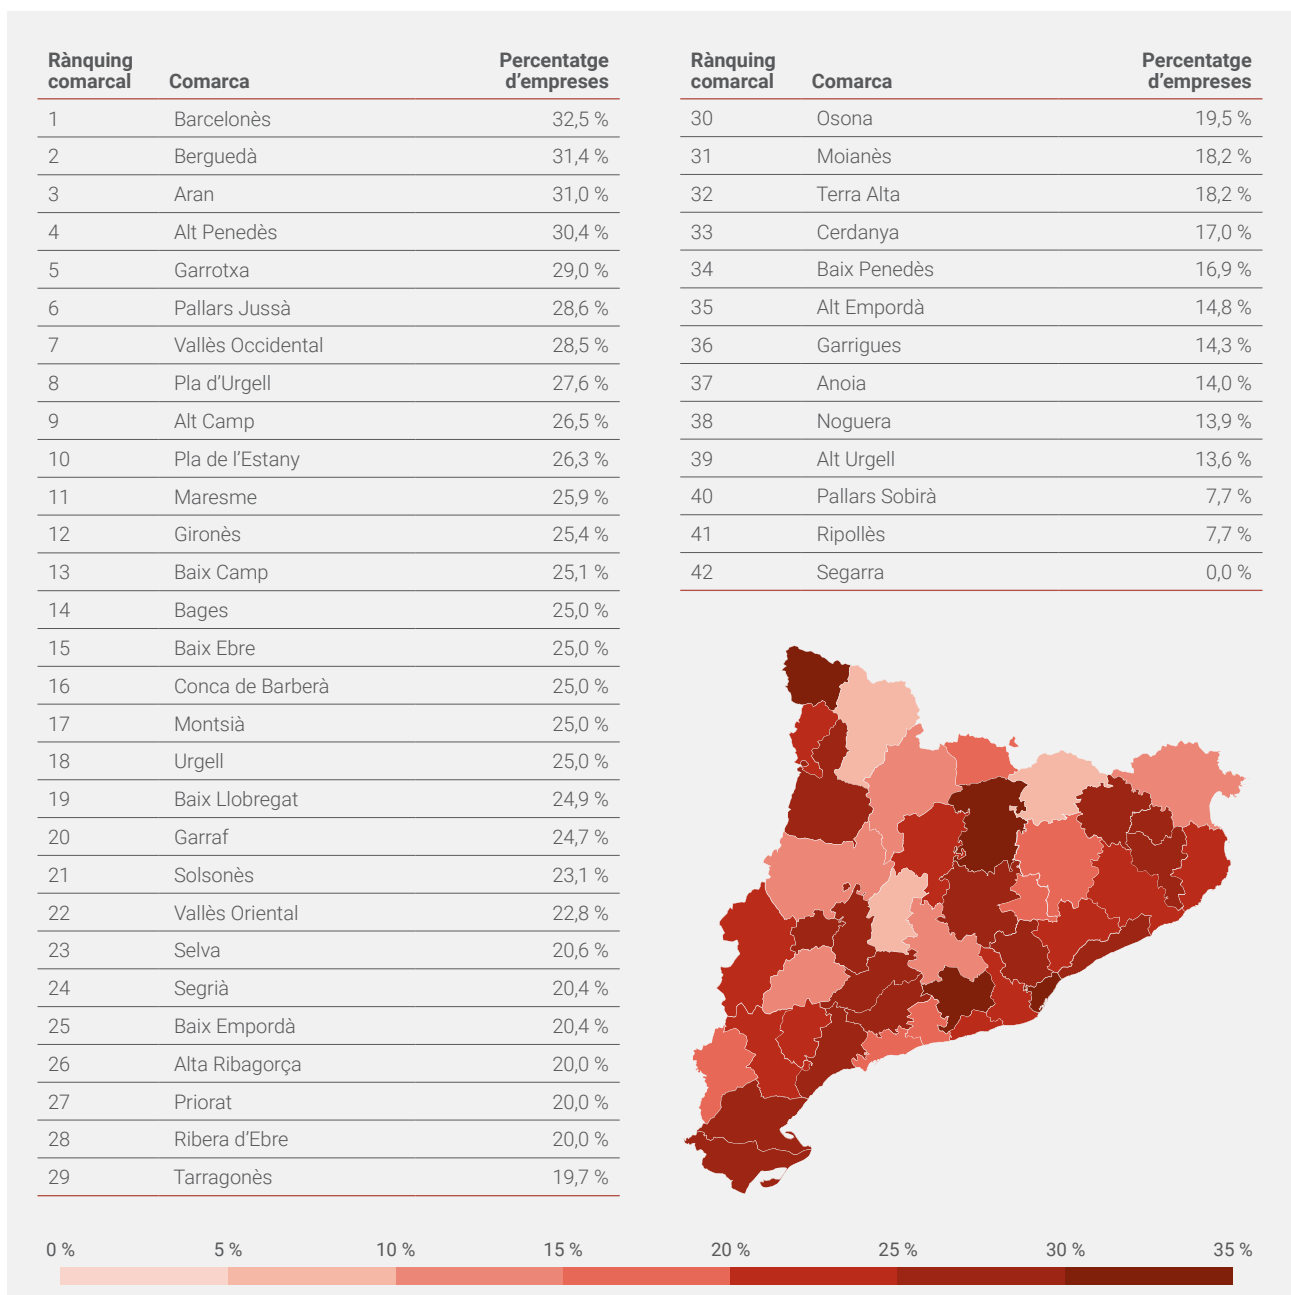 Rànquing comarcal Comarca Percentatge d'empreses
1 Barcelonès 32,5 %
2 Berguedà 31,4 %
3 Aran 31,0 %
4 Alt Penedès 30,4 %
5 Garrotxa 29,0 %
6 Pallars Jussà 28,6 %
7 Vallès Occidental 28,5 %
8 Pla d'Urgell 27,6 %
9 Alt Camp 26,5 %
10 Pla de l'Estany 26,3 %
11 Maresme 25,9 %
12 Gironès 25,4 %
13 Baix Camp 25,1 %
14 Bages 25,0 %
15 Baix Ebre 25,0 %
16 Conca de Barberà 25,0 %
17 Montsià 25,0 %
18 Urgell 25,0 %
19 Baix Llobregat 24,9 %
20 Garraf 24,7 %
21 Solsonès 23,1 %
22 Vallès Oriental 22,8 %
23 Selva 20,6 %
24 Segrià 20,4 %
25 Baix Empordà 20,4 %
26 Alta Ribagorça 20,0 %
27 Priorat 20,0 %
28 Ribera d'Ebre 20,0 %
29 Tarragonès 19,7 %
Rànquing comarcal Comarca Percentatge d'empreses
30 Osona 19,5 %
31 Moianès 18,2 %
32 Terra Alta 18,2 %
33 Cerdanya 17,0 %
34 Baix Penedès 16,9 %
35 Alt Empordà 14,8 %
36 Garrigues 14,3 %
37 Anoia 14,0 %
38 Noguera 13,9 %
39 Alt Urgell 13,6 %
40 Pallars Sobirà 7,7 %
41 Ripollès 7,7 %
42 Segarra 0,0 %
0 % 5 % 10 % 15 % 20 % 25 % 30 % 35 %